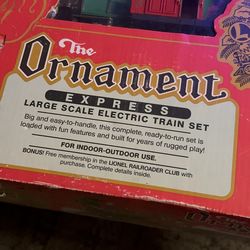 The
Ornament
EXPRESS
LARGE SCALE ELECTRIC TRAIN SET
Big and easy-to-handle, this complete, ready-to-run set is
loaded with fun features and built for years of rugged play!
FOR INDOOR-OUTDOOR USE.
BONUS! Free membership in the LIONEL RAILROADER CLUB with
purchase. Complete details inside.